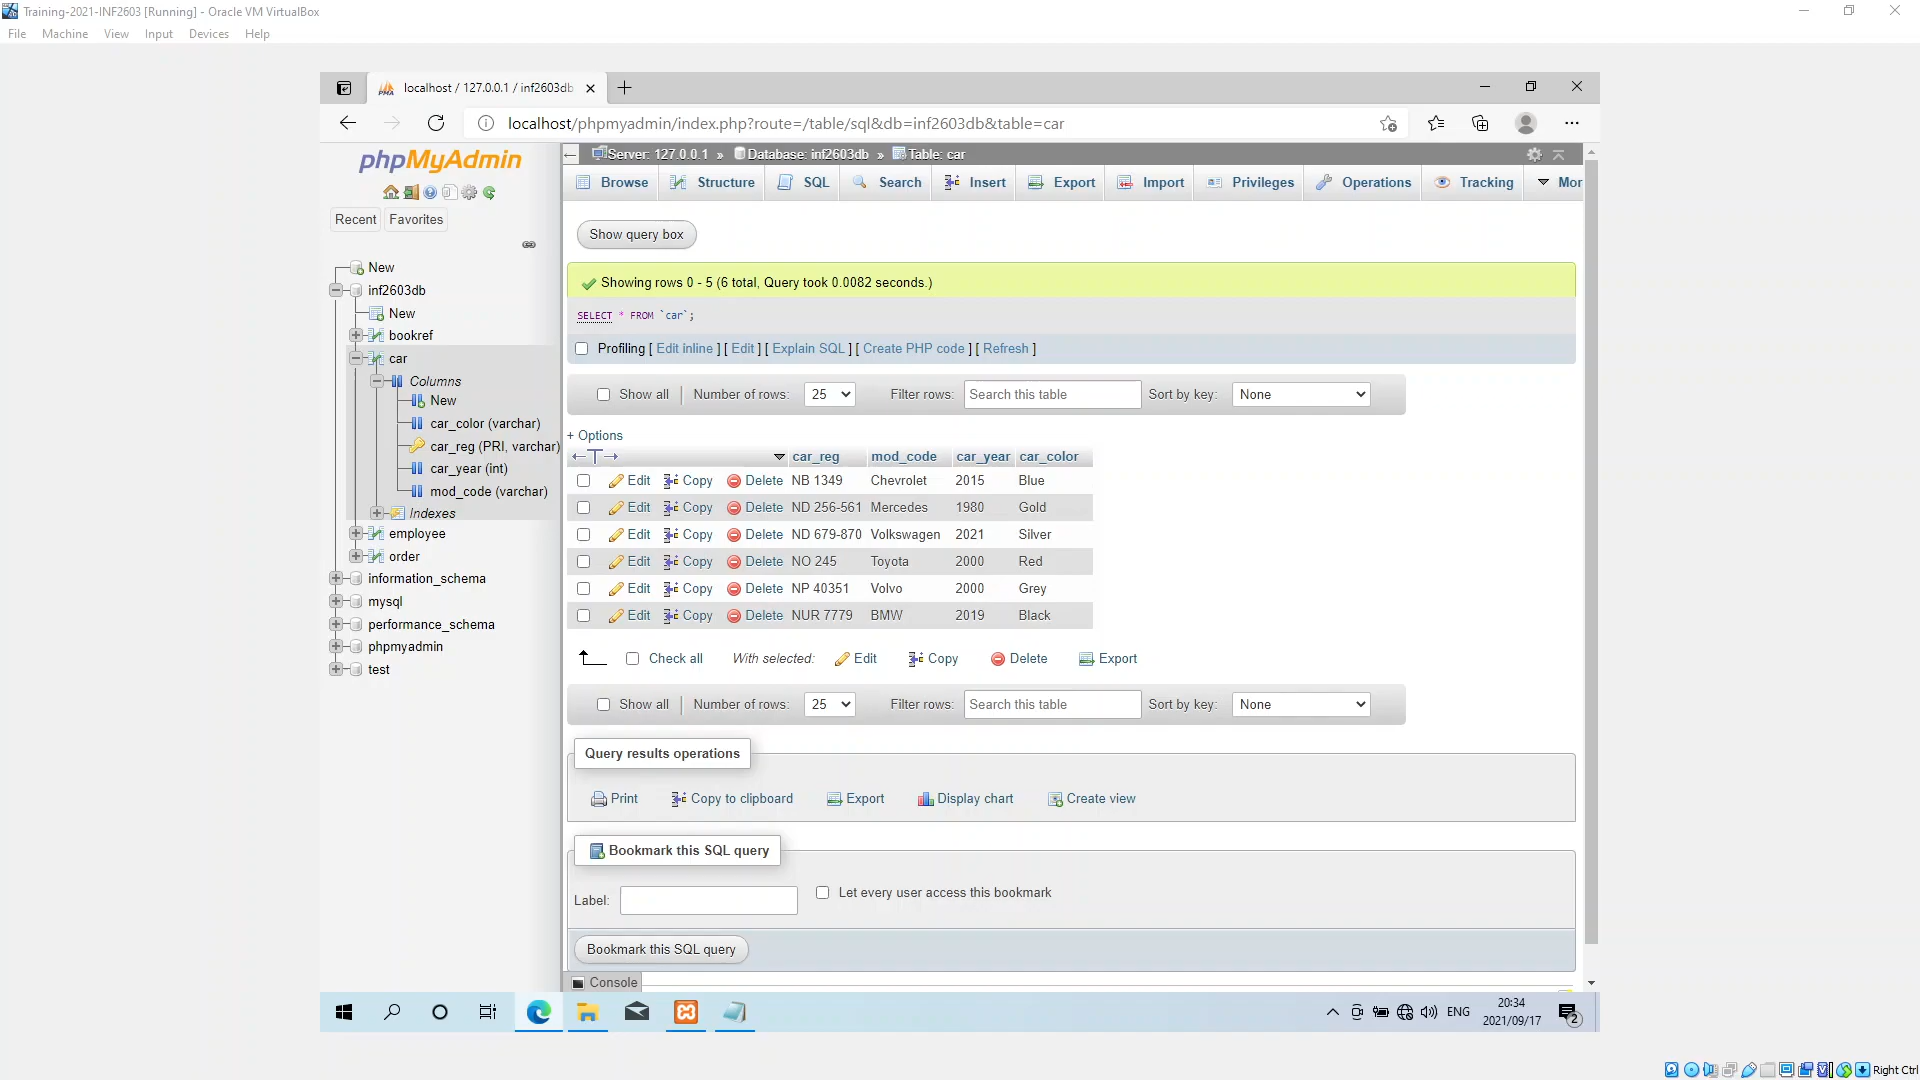 Training-2021-INF2603 [Running] - Oracle VM VirtualBox
File Machine View Input Devices Help
localhost / 127.0.0.1 / inf2603db
localhost/phpmyadmin/index.php?route=/table/sql&db=inf2603db&table=car
phpMyAdmin
Recent Favorites
New
inf2603db
New
bookref
car
Columns
New
car_color (varchar)
car_reg (PRI, varchar)
car_year (int)
mod_code (varchar)
Indexes
employee
order
information_schema
mysql
performance_schema
phpmyadmin
test
Server: 127.0.0.1 » Database: inf2603db » Table: car
Browse Structure SQL Search Insert Export Import Privileges Operations Tracking Mor
Show query box
Showing rows 0 - 5 (6 total, Query took 0.0082 seconds.)
SELECT * FROM `car`;
Profiling [ Edit inline ] [ Edit ] [ Explain SQL ] [ Create PHP code ] [ Refresh ]
Show all Number of rows: 25 Filter rows: Search this table Sort by key: None
+ Options
car_reg mod_code car_year car_color
Edit Copy Delete NB 1349 Chevrolet 2015 Blue
Edit Copy Delete ND 256-561 Mercedes 1980 Gold
Edit Copy Delete ND 679-870 Volkswagen 2021 Silver
Edit Copy Delete NO 245 Toyota 2000 Red
Edit Copy Delete NP 40351 Volvo 2000 Grey
Edit Copy Delete NUR 7779 BMW 2019 Black
Check all With selected: Edit Copy Delete Export
Show all Number of rows: 25 Filter rows: Search this table Sort by key: None
Query results operations
Print Copy to clipboard Export Display chart Create view
Bookmark this SQL query
Label: Let every user access this bookmark
Bookmark this SQL query
Console
ENG 20:34
2021/09/17
2
Right Ctrl